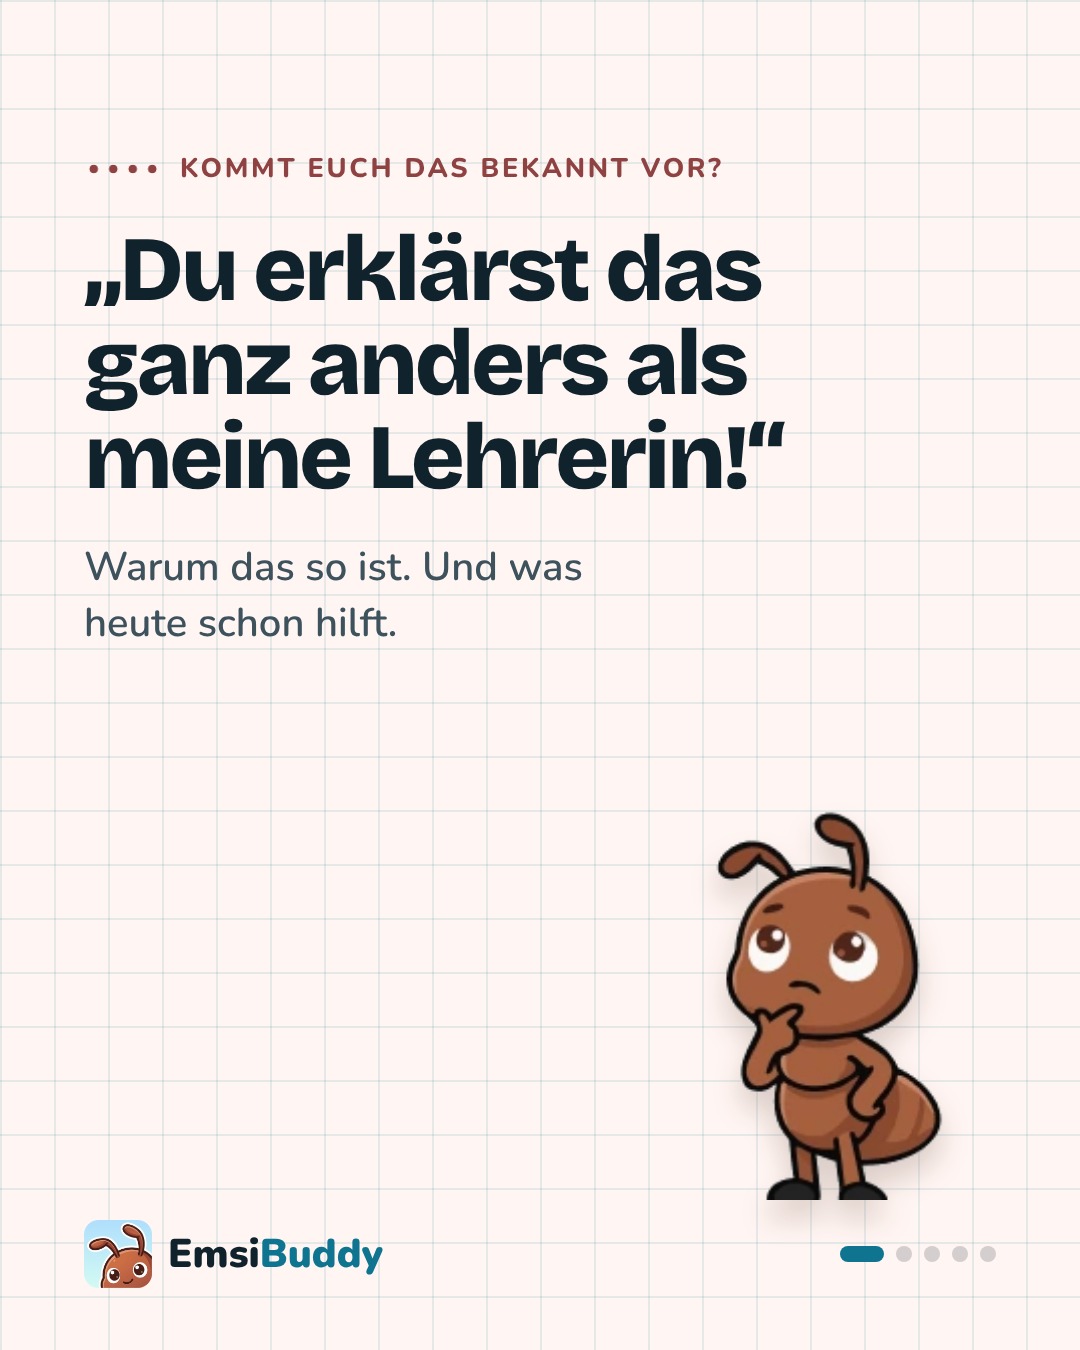 KOMMT EUCH DAS BEKANNT VOR?
„Du erklärst das
ganz anders als
meine Lehrerin!“
Warum das so ist. Und was
heute schon hilft.
EmsiBuddy